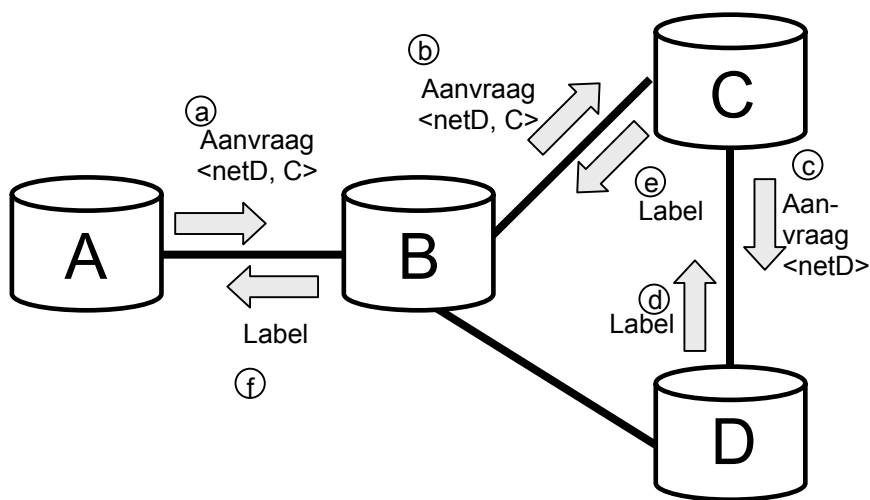 b
Aanvraag
<netD, C>
C
a
Aanvraag
<netD, C>
c
Aan-
vraag
<netD>
e
Label
A
B
d
Label
Label
f
D